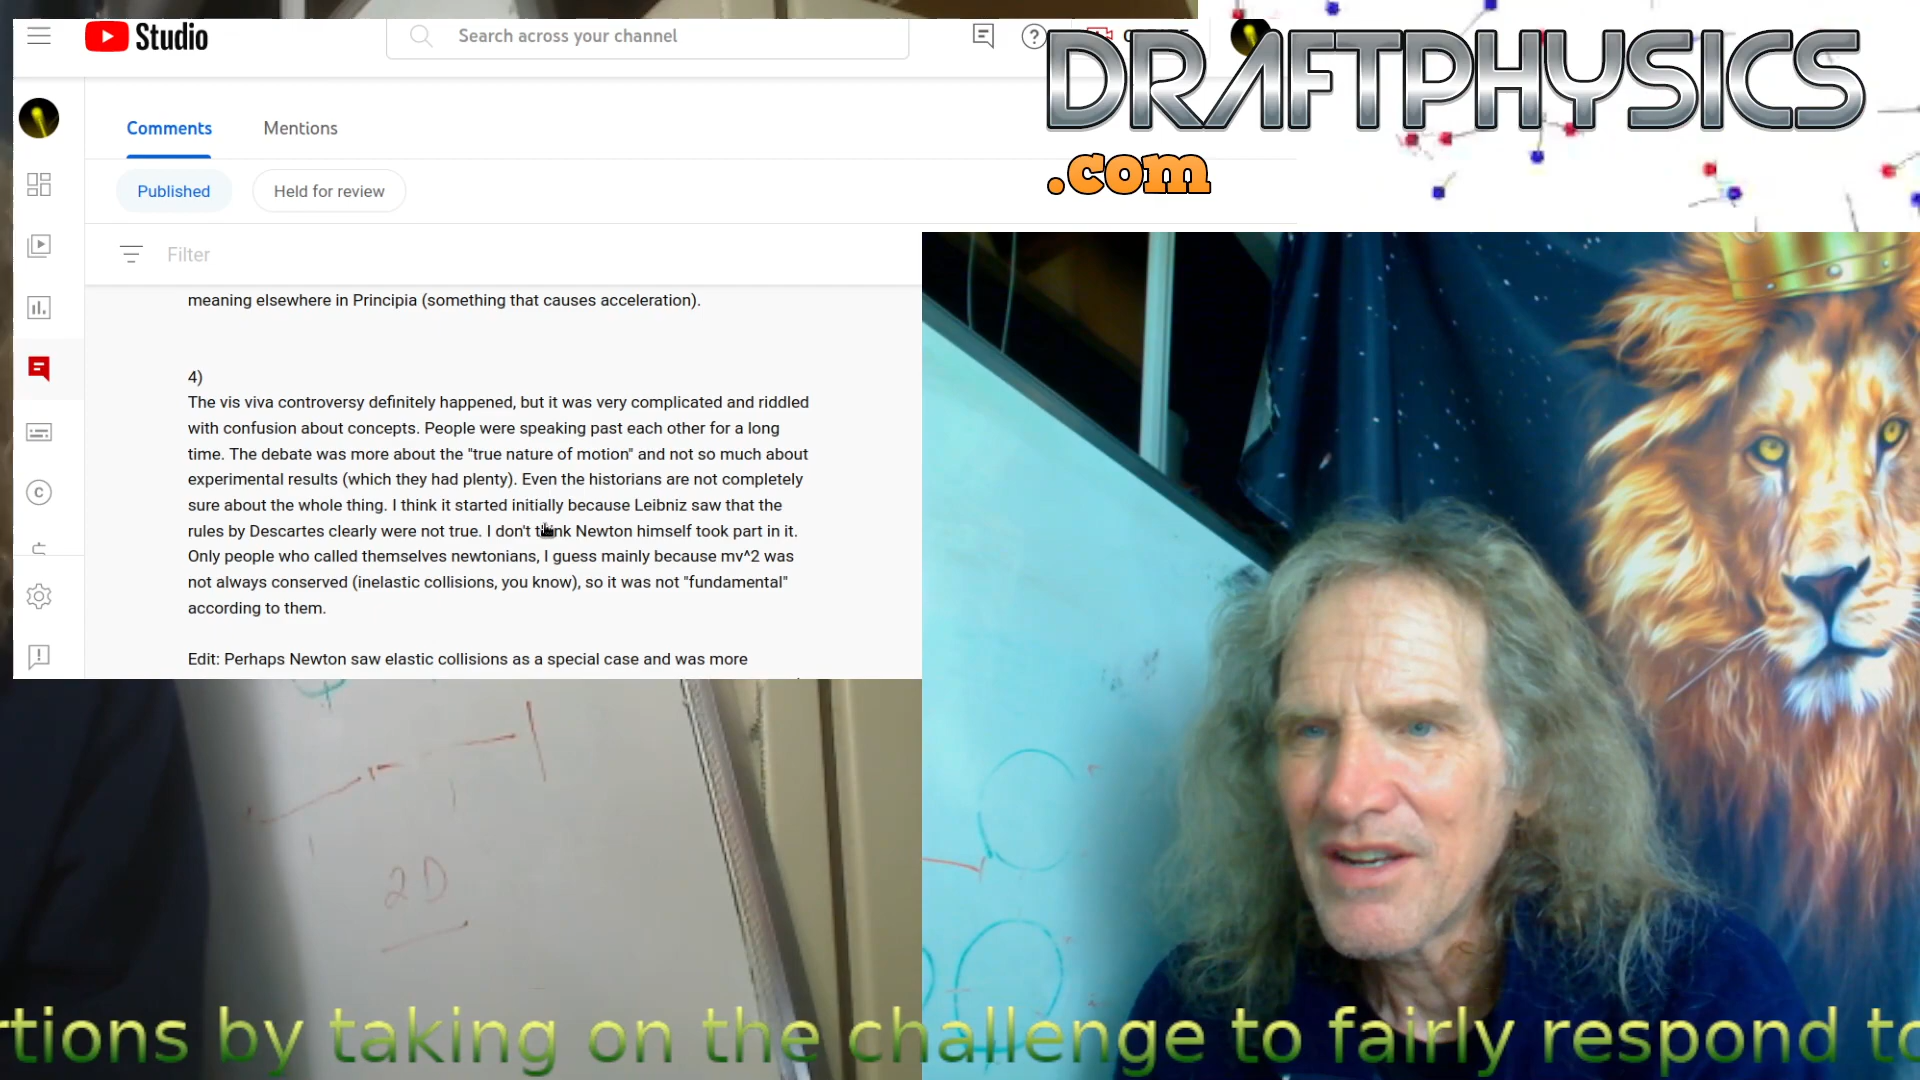 Studio
Search across your channel
DRAFTPHYSICS
.com
Comments
Mentions
Published
Held for review
Filter
meaning elsewhere in Principia (something that causes acceleration).
4)
The vis viva controversy definitely happened, but it was very complicated and riddled
with confusion about concepts. People were speaking past each other for a long
time. The debate was more about the "true nature of motion" and not so much about
experimental results (which they had plenty). Even the historians are not completely
sure about the whole thing. I think it started initially because Leibniz saw that the
rules by Descartes clearly were not true. I don't think Newton himself took part in it.
Only people who called themselves newtonians, I guess mainly because mv^2 was
not always conserved (inelastic collisions, you know), so it was not "fundamental"
according to them.
Edit: Perhaps Newton saw elastic collisions as a special case and was more
2D
rtions by taking on the challenge to fairly respond to